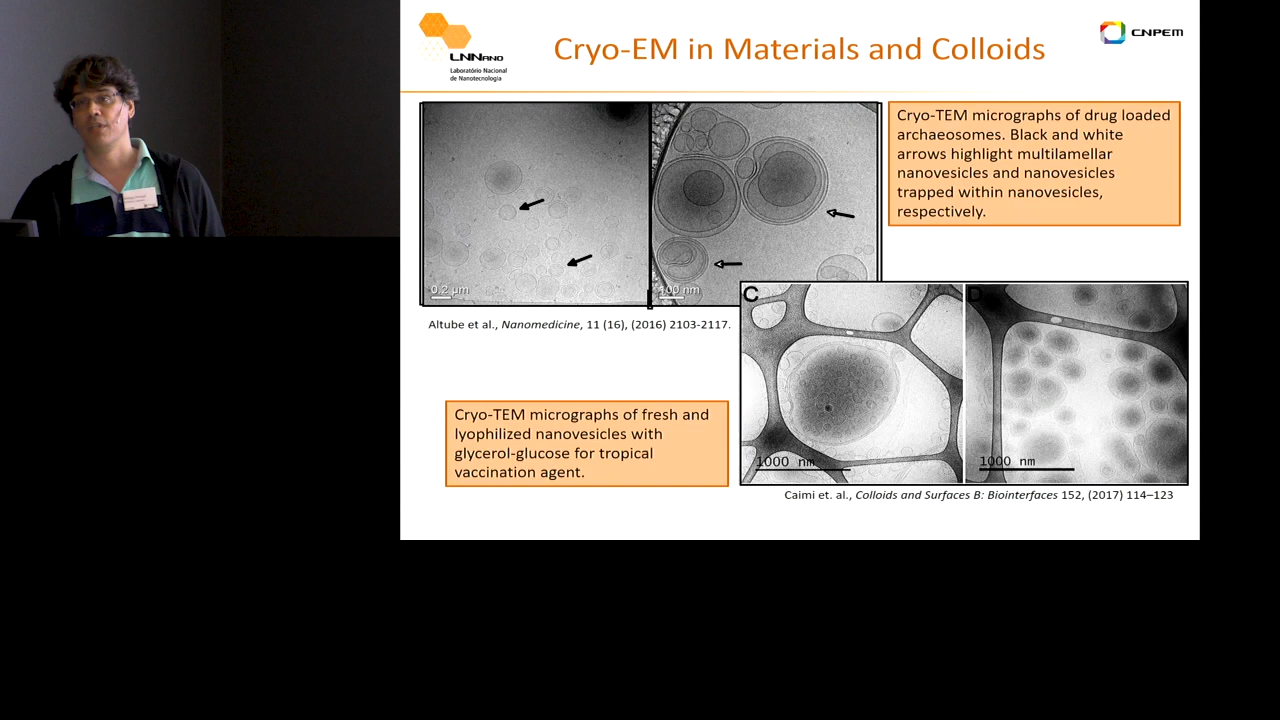 LNNANO
Laboratório Nacional
de Nanotecnologia
Cryo-EM in Materials and Colloids
CNPEM
Cryo-TEM micrographs of drug loaded
archaeosomes. Black and white
arrows highlight multilamellar
nanovesicles and nanovesicles
trapped within nanovesicles,
respectively.
0.2 µm
100 nm
Altube et al., Nanomedicine, 11 (16), (2016) 2103-2117.
C
D
1000 nm
1000 nm
Cryo-TEM micrographs of fresh and
lyophilized nanovesicles with
glycerol-glucose for tropical
vaccination agent.
Caimi et. al., Colloids and Surfaces B: Biointerfaces 152, (2017) 114–123